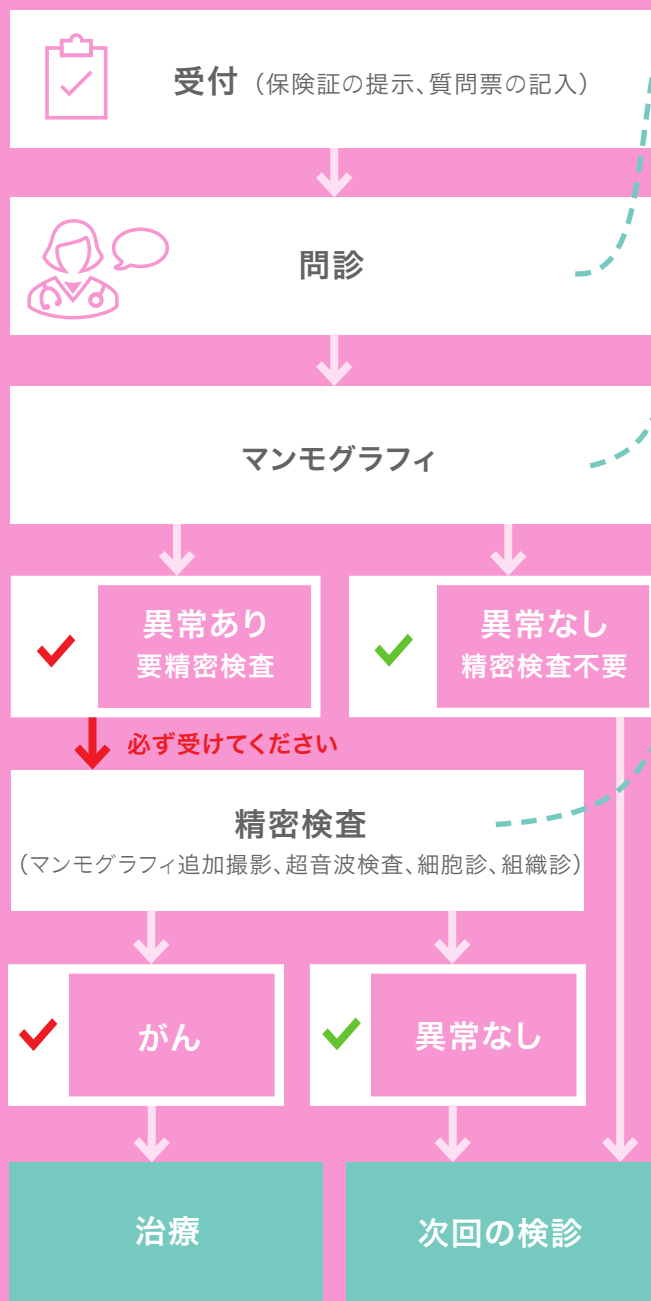 受付（保険証の提示、質問票の記入）
問診
マンモグラフィ
異常あり
要精密検査
異常なし
精密検査不要
必ず受けてください
精密検査
（マンモグラフィ追加撮影、超音波検査、細胞診、組織診）
がん
異常なし
治療
次回の検診